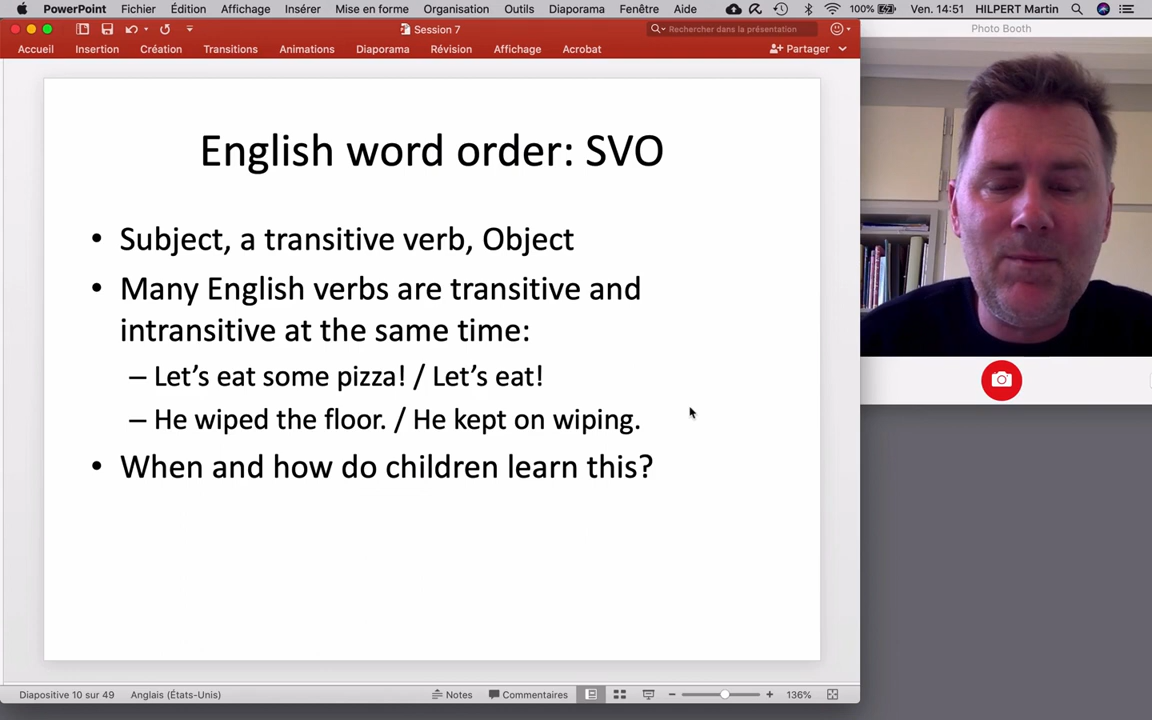 PowerPoint Fichier Édition Affichage Insérer Mise en forme Organisation Outils Diaporama Fenêtre Aide 100% Ven. 14:51 HILPERT Martin
Session 7
Rechercher dans la présentation
Photo Booth
Accueil Insertion Création Transitions Animations Diaporama Révision Affichage Acrobat Partager
English word order: SVO
• Subject, a transitive verb, Object
• Many English verbs are transitive and
intransitive at the same time:
– Let's eat some pizza! / Let's eat!
– He wiped the floor. / He kept on wiping.
• When and how do children learn this?
Diapositive 10 sur 49 Anglais (États-Unis) Notes Commentaires 136%